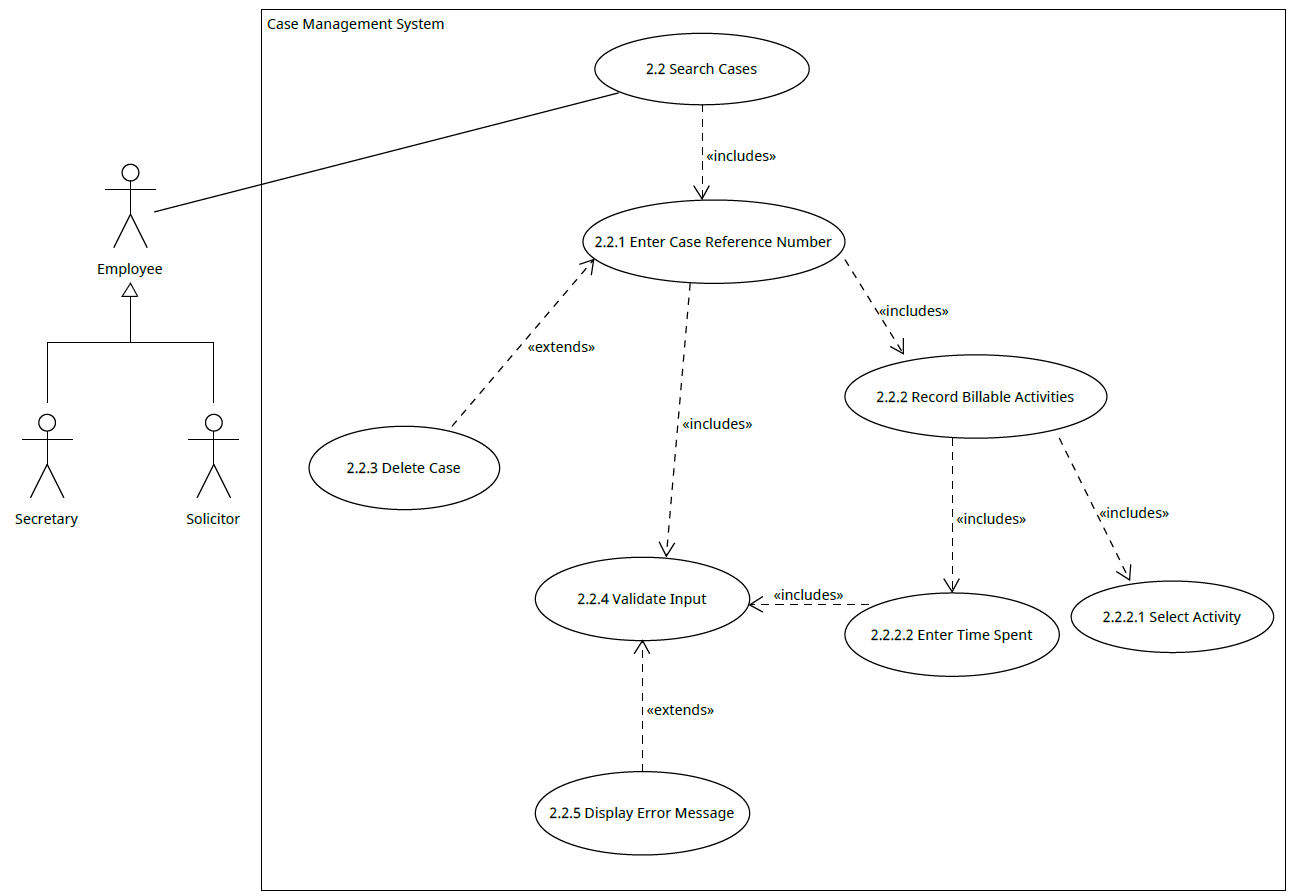 Case Management System
2.2 Search Cases
«includes»
2.2.1 Enter Case Reference Number
Employee
«includes»
«extends»
2.2.2 Record Billable Activities
«includes»
2.2.3 Delete Case
Secretary
Solicitor
«includes»
«includes»
2.2.4 Validate Input
«includes»
2.2.2.2 Enter Time Spent
2.2.2.1 Select Activity
«extends»
2.2.5 Display Error Message